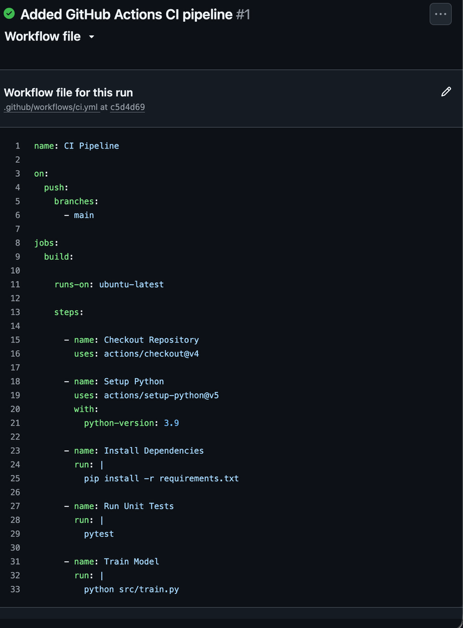 Added GitHub Actions CI pipeline #1
Workflow file
Workflow file for this run
.github/workflows/ci.yml at c5d4d69
1 name: CI Pipeline
2
3 on:
4 push:
5 branches:
6 - main
7
8 jobs:
9 build:
10
11 runs-on: ubuntu-latest
12
13 steps:
14
15 - name: Checkout Repository
16 uses: actions/checkout@v4
17
18 - name: Setup Python
19 uses: actions/setup-python@v5
20 with:
21 python-version: 3.9
22
23 - name: Install Dependencies
24 run: |
25 pip install -r requirements.txt
26
27 - name: Run Unit Tests
28 run: |
29 pytest
30
31 - name: Train Model
32 run: |
33 python src/train.py